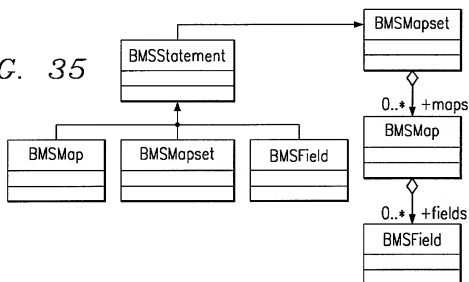 G. 35
BMSMapset
BMSStatement
0..* +maps
BMSMap
BMSMapset
BMSField
BMSMap
0..* +fields
BMSField